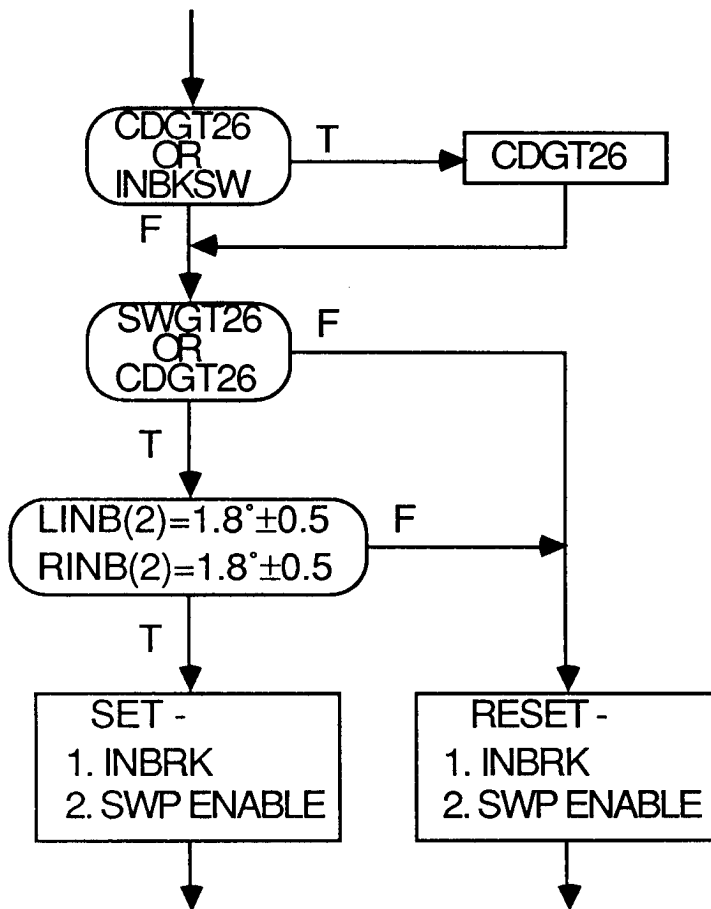 CDGT26
OR
INBKSW
T
CDGT26
F
SWGT26
OR
CDGT26
F
T
LINB(2)=1.8°±0.5
RINB(2)=1.8°±0.5
F
T
SET -
1. INBRK
2. SWP ENABLE
RESET -
1. INBRK
2. SWP ENABLE